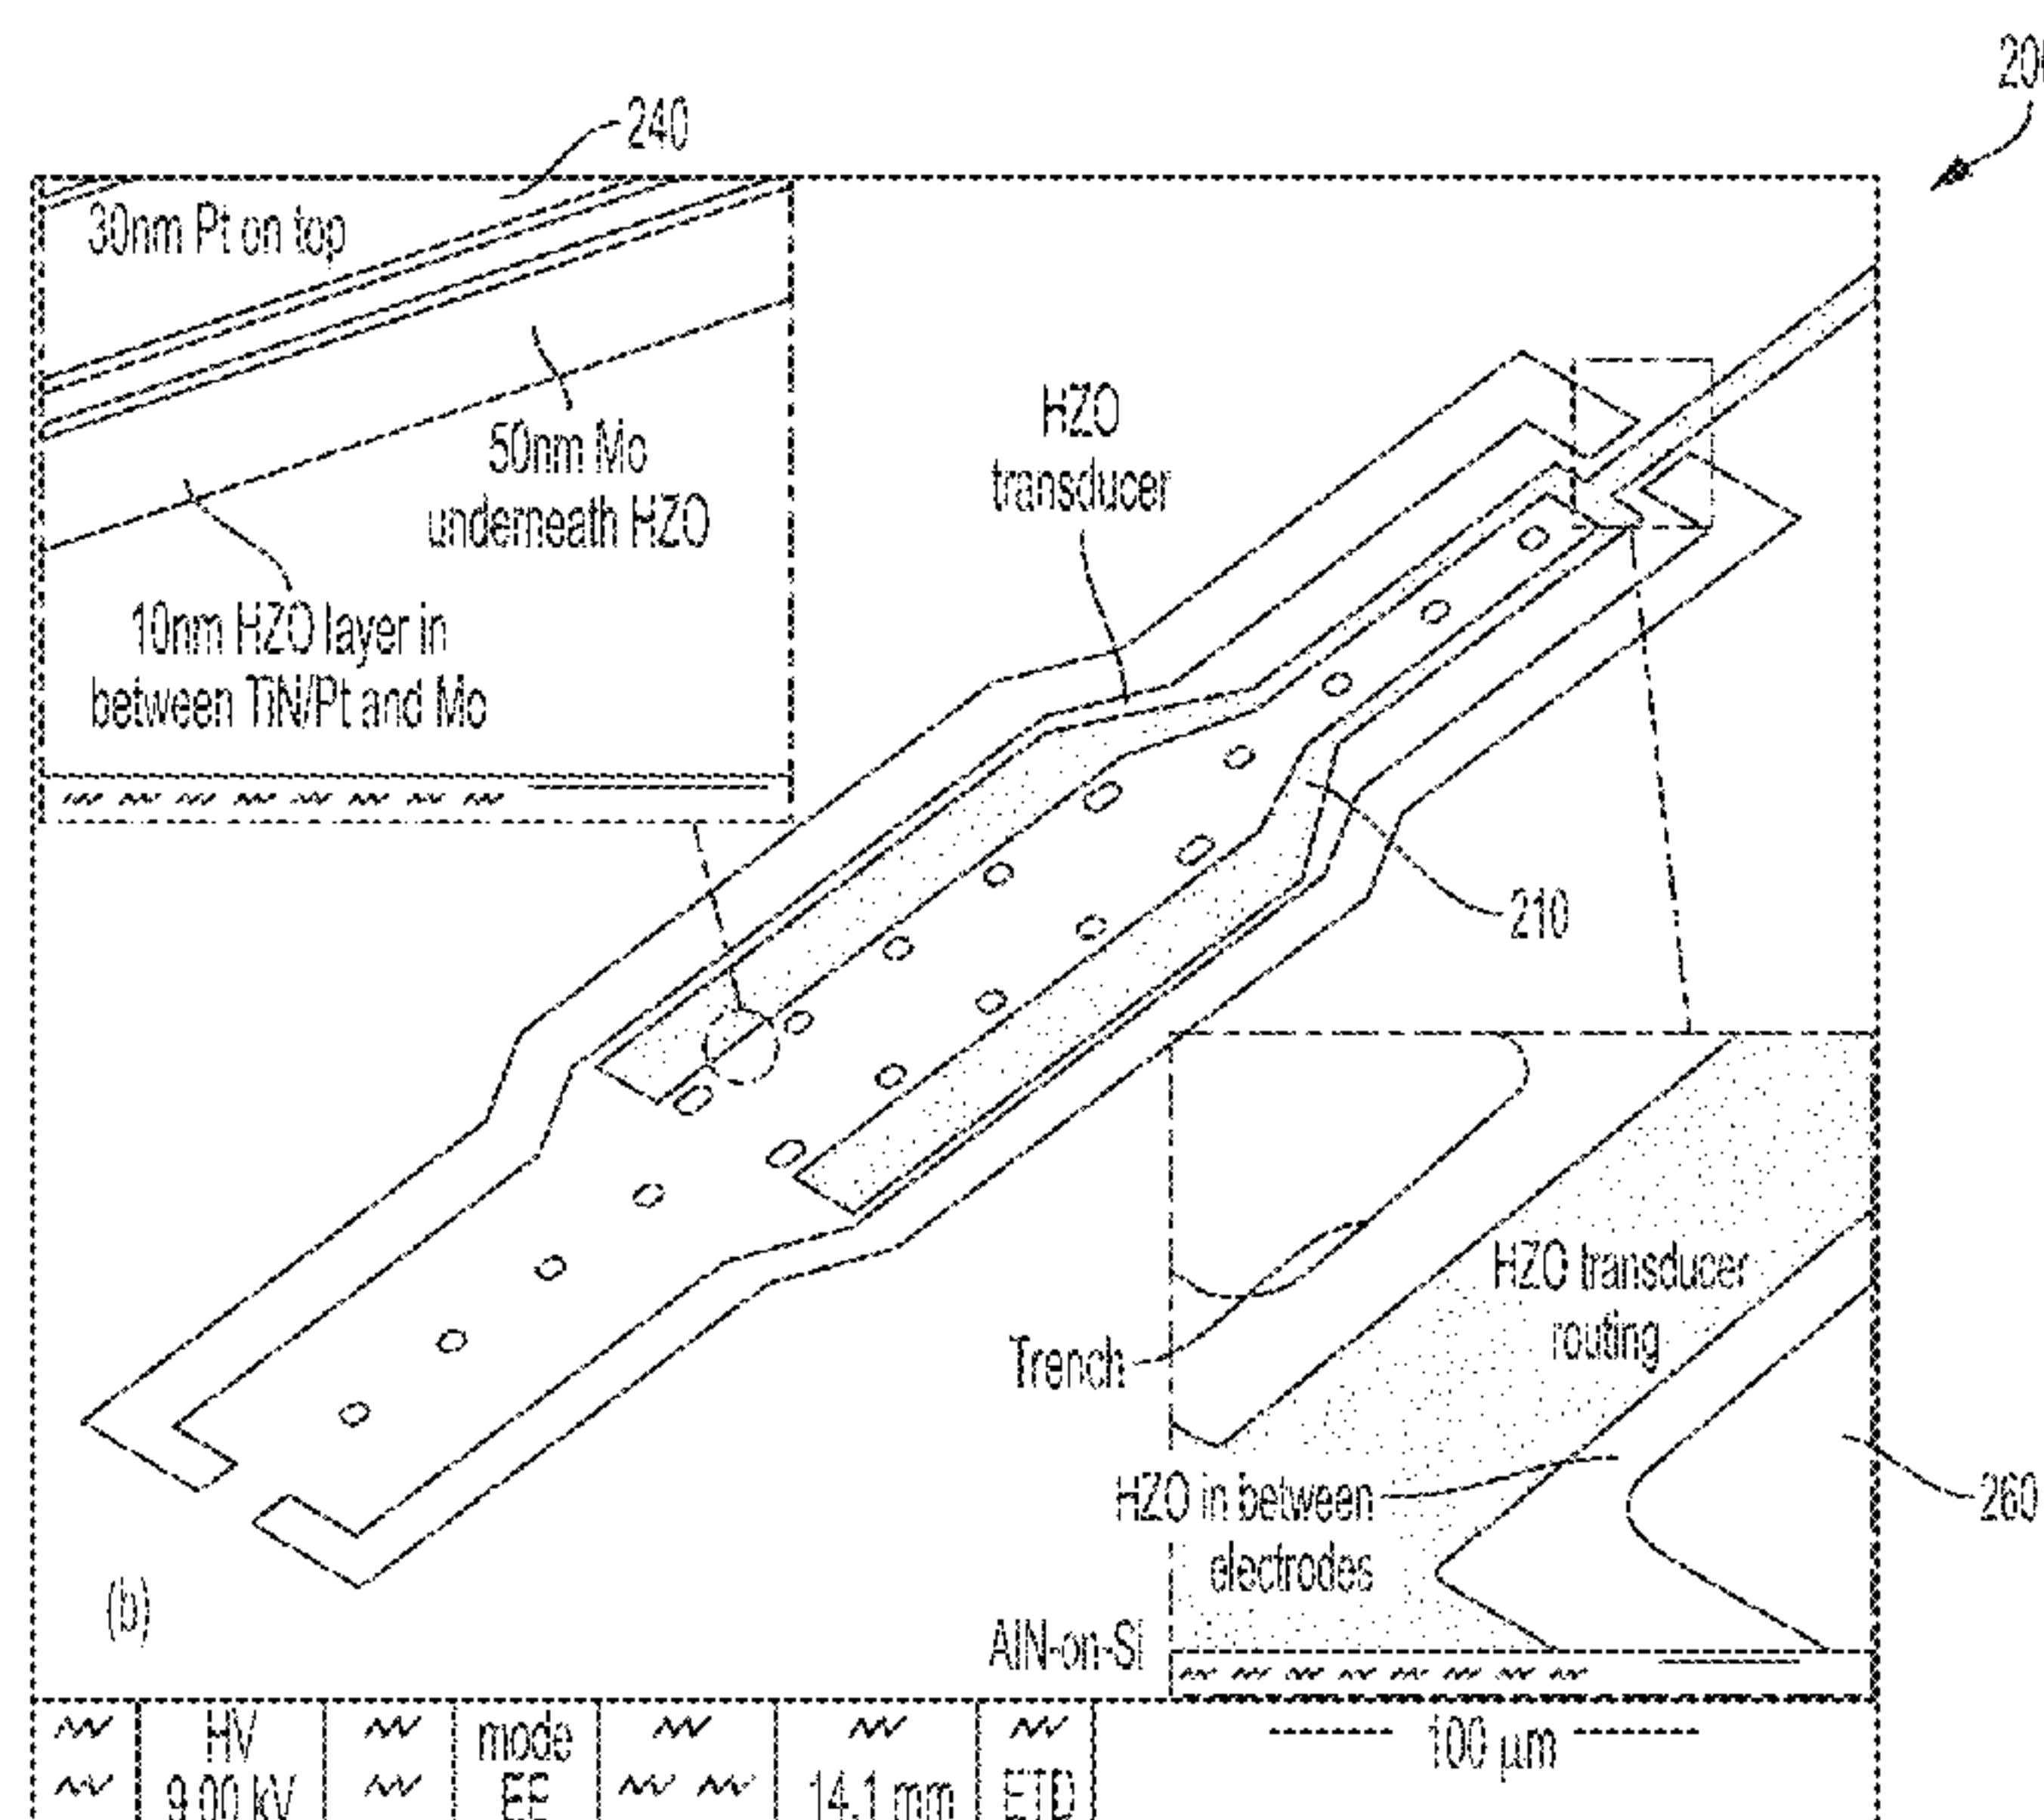 240
30nm Pt on top
50nm Mo
underneath HZO
10nm HZO layer in
between TiN/Pt and Mo
HZO
transducer
210
HZO transducer
routing
Trench
HZO in between
electrodes
260
(b)
AlN-on-Si
HV
9.00 kV
mode
14.1 mm
ETD
100 µm